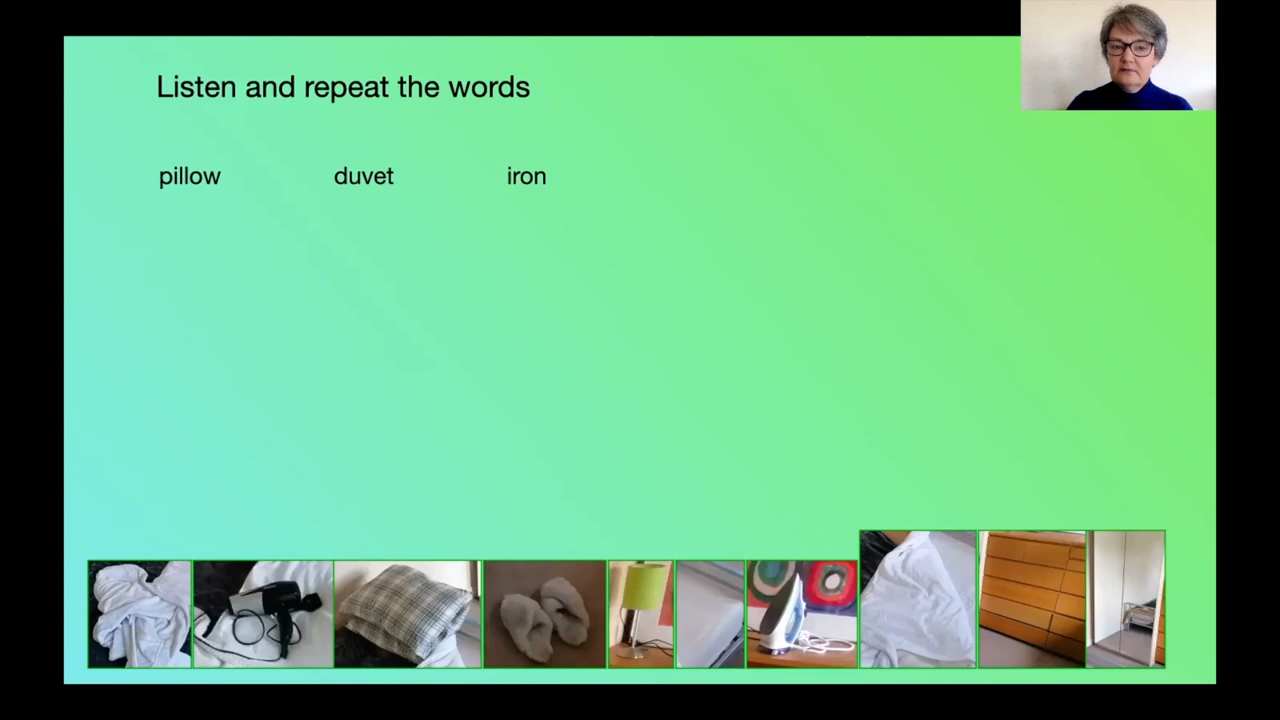 Listen and repeat the words
pillow duvet iron